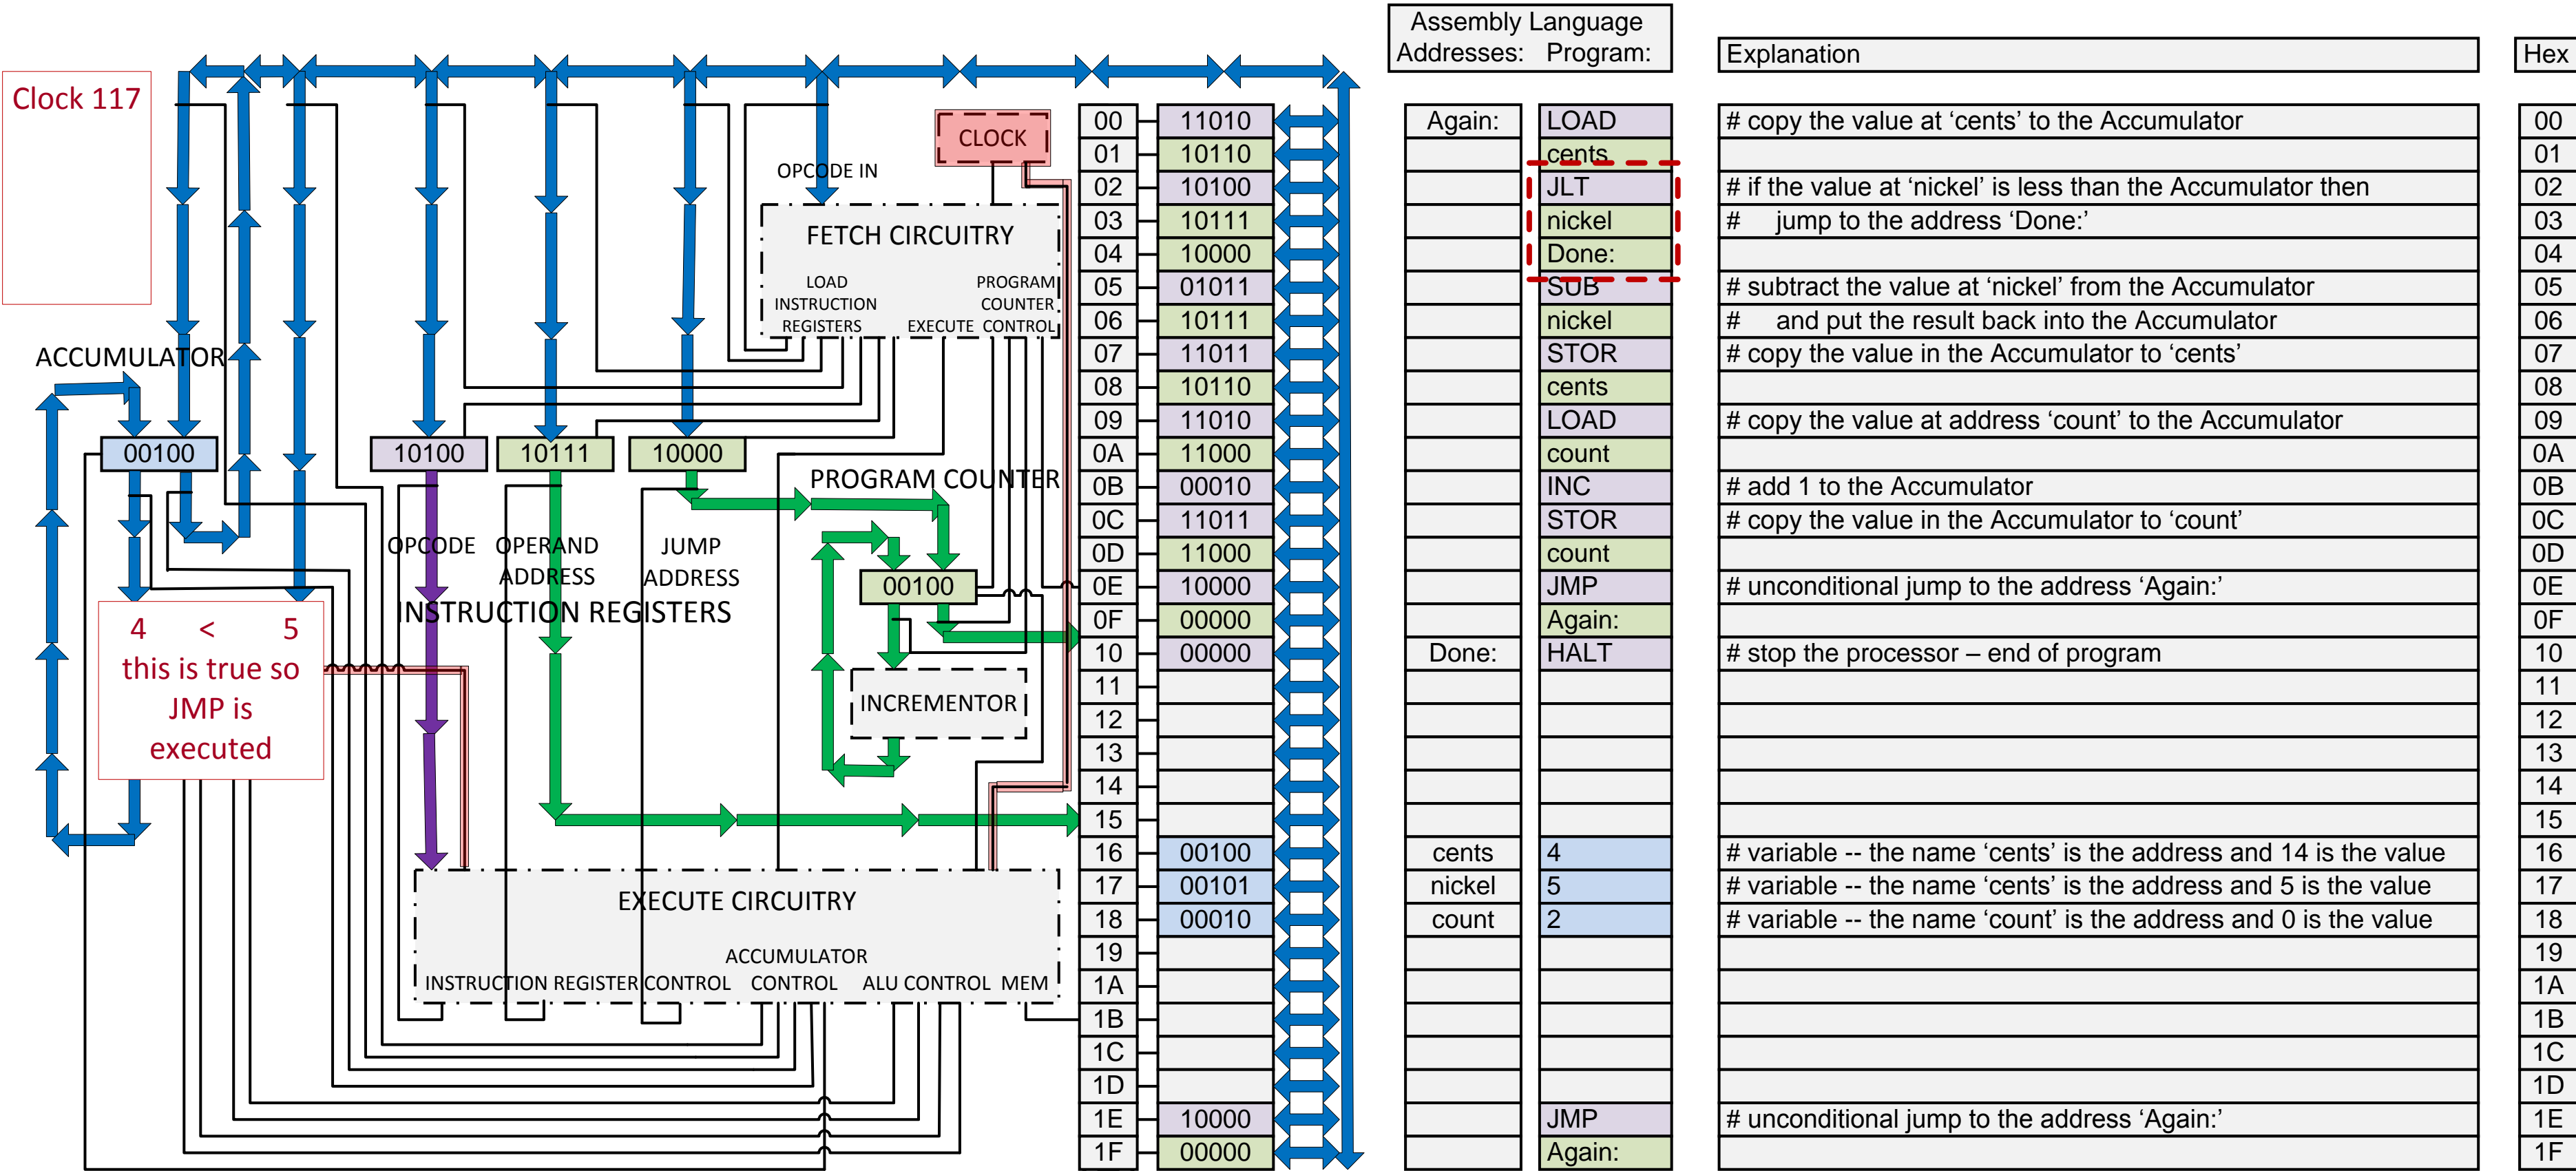 Assembly Language
Addresses: Program:
Explanation
Hex
Clock 117
CLOCK
OPCODE IN
FETCH CIRCUITRY
LOAD
INSTRUCTION
REGISTERS
EXECUTE
PROGRAM
COUNTER
CONTROL
ACCUMULATOR
00100
10100
10111
10000
PROGRAM COUNTER
OPCODE
OPERAND
ADDRESS
JUMP
ADDRESS
INSTRUCTION REGISTERS
00100
INCREMENTOR
4 < 5
this is true so
JMP is
executed
EXECUTE CIRCUITRY
INSTRUCTION REGISTER CONTROL
ACCUMULATOR
CONTROL
ALU CONTROL
MEM
00 11010 Again: LOAD # copy the value at ‘cents’ to the Accumulator 00
01 10110 cents 01
02 10100 JLT # if the value at ‘nickel’ is less than the Accumulator then 02
03 10111 nickel # jump to the address ‘Done:’ 03
04 10000 Done: 04
05 01011 SUB # subtract the value at ‘nickel’ from the Accumulator 05
06 10111 nickel # and put the result back into the Accumulator 06
07 11011 STOR # copy the value in the Accumulator to ‘cents’ 07
08 10110 cents 08
09 11010 LOAD # copy the value at address ‘count’ to the Accumulator 09
0A 11000 count 0A
0B 00010 INC # add 1 to the Accumulator 0B
0C 11011 STOR # copy the value in the Accumulator to ‘count’ 0C
0D 11000 count 0D
0E 10000 JMP # unconditional jump to the address ‘Again:’ 0E
0F 00000 Again: 0F
10 00000 Done: HALT # stop the processor – end of program 10
11 11
12 12
13 13
14 14
15 15
16 00100 cents 4 # variable -- the name ‘cents’ is the address and 14 is the value 16
17 00101 nickel 5 # variable -- the name ‘cents’ is the address and 5 is the value 17
18 00010 count 2 # variable -- the name ‘count’ is the address and 0 is the value 18
19 19
1A 1A
1B 1B
1C 1C
1D 1D
1E 10000 JMP # unconditional jump to the address ‘Again:’ 1E
1F 00000 Again: 1F